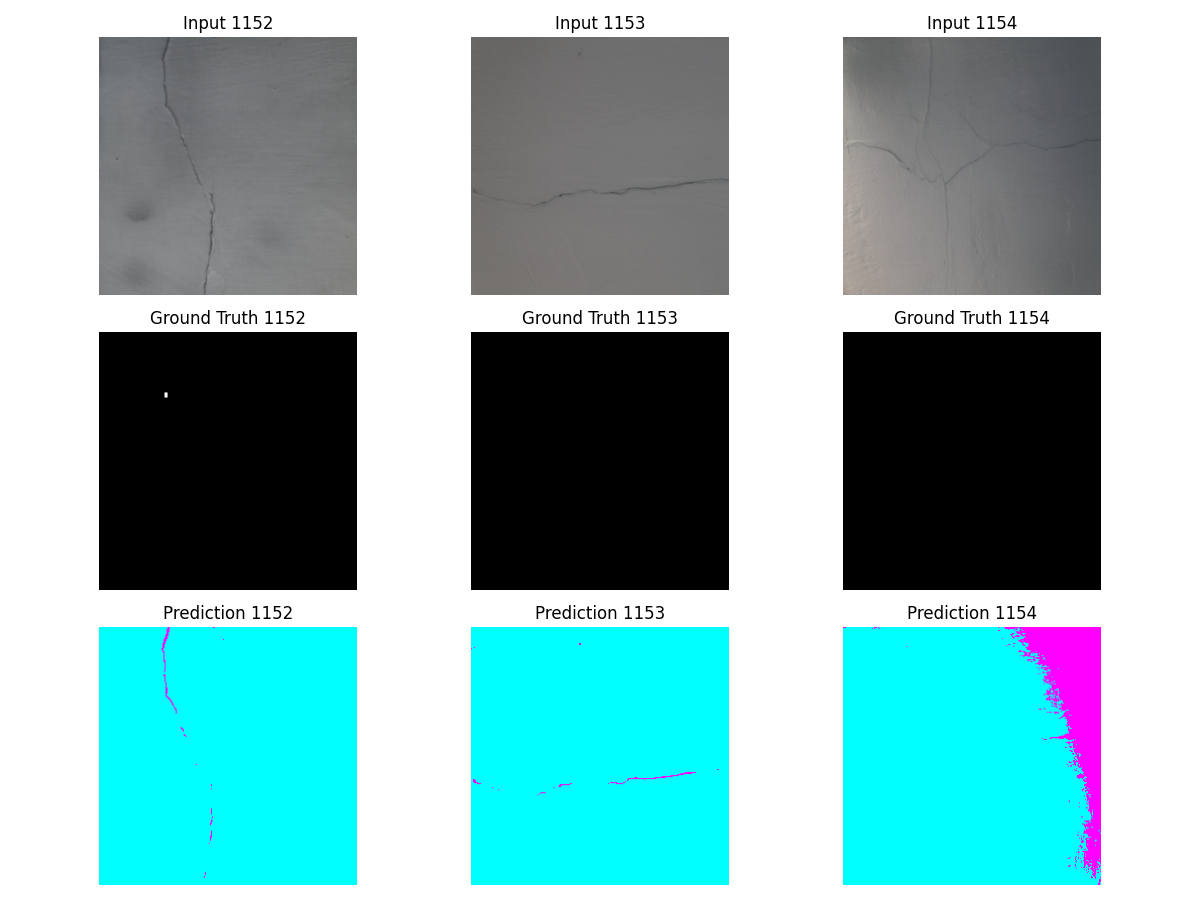 Input 1152
Input 1153
Input 1154
Ground Truth 1152
Ground Truth 1153
Ground Truth 1154
Prediction 1152
Prediction 1153
Prediction 1154